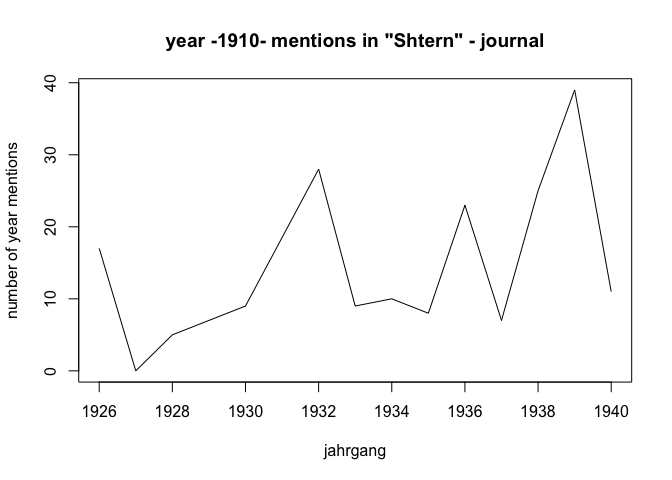 year -1910- mentions in "Shtern" - journal
number of year mentions
40
30
20
10
0
1926 1928 1930 1932 1934 1936 1938 1940
jahrgang